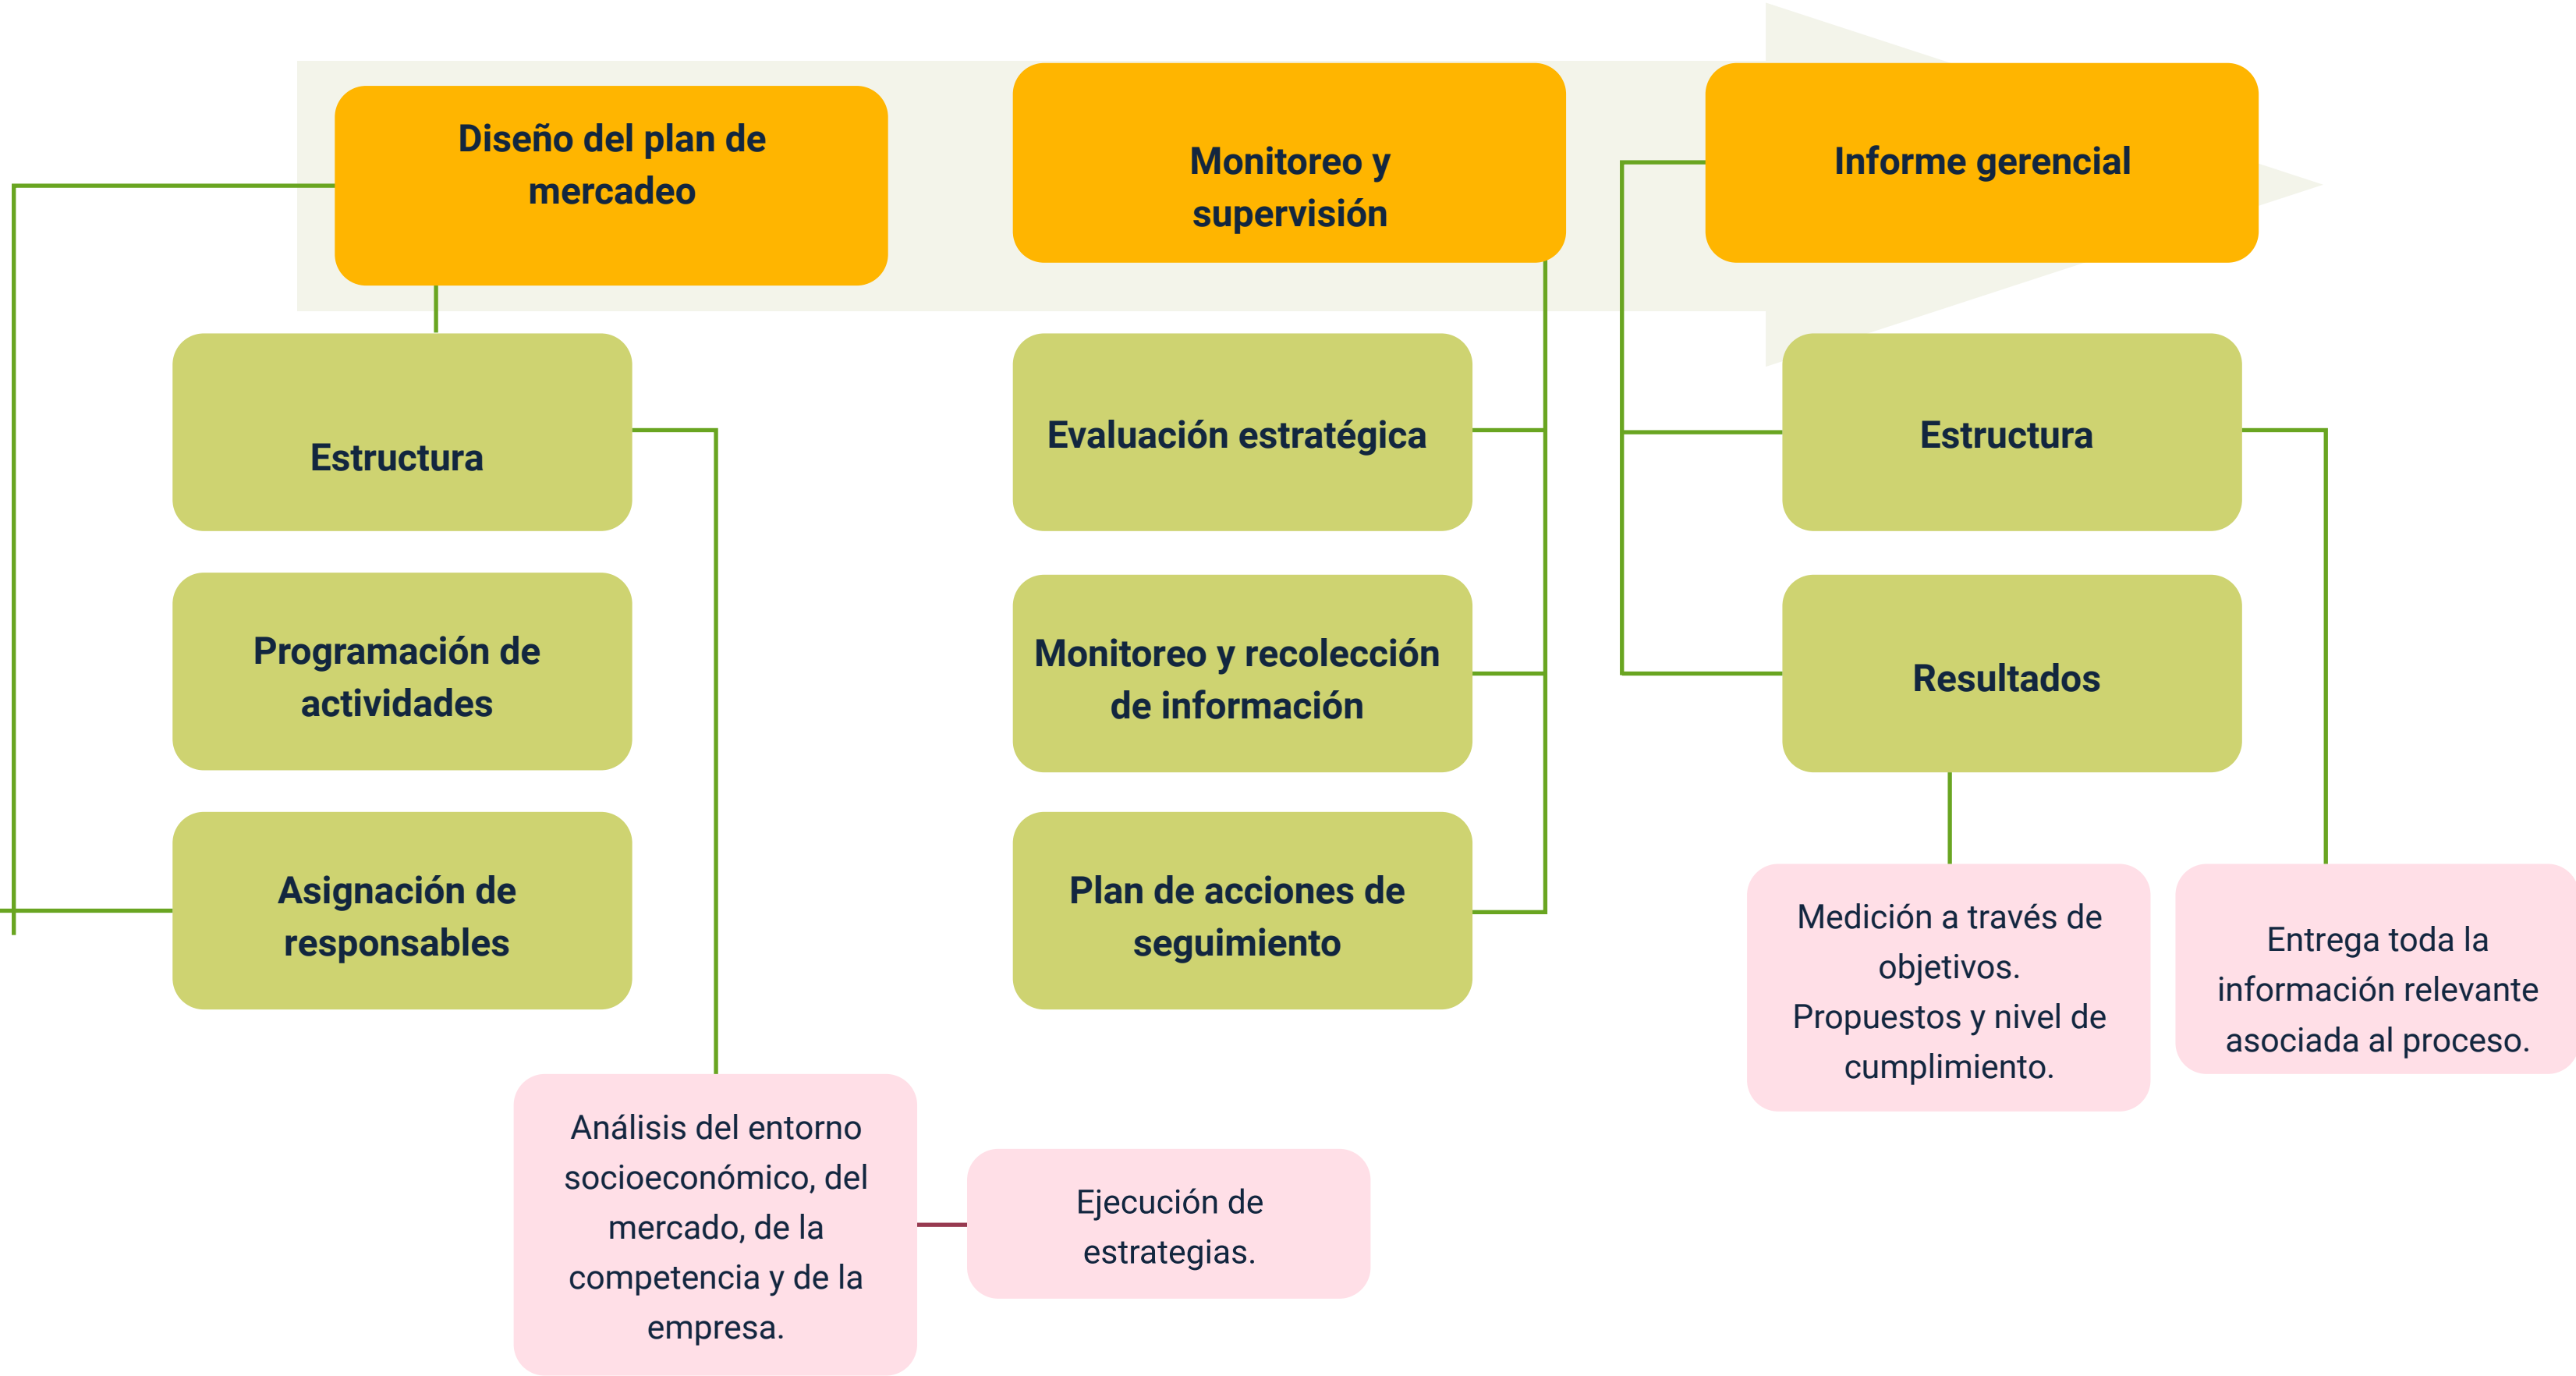 Diseño del plan de
mercadeo
Monitoreo y
supervisión
Informe gerencial
Estructura
Evaluación estratégica
Estructura
Programación de
actividades
Monitoreo y recolección
de información
Resultados
Asignación de
responsables
Plan de acciones de
seguimiento
Medición a través de
objetivos.
Propuestos y nivel de
cumplimiento.
Entrega toda la
información relevante
asociada al proceso.
Análisis del entorno
socioeconómico, del
mercado, de la
competencia y de la
empresa.
Ejecución de
estrategias.